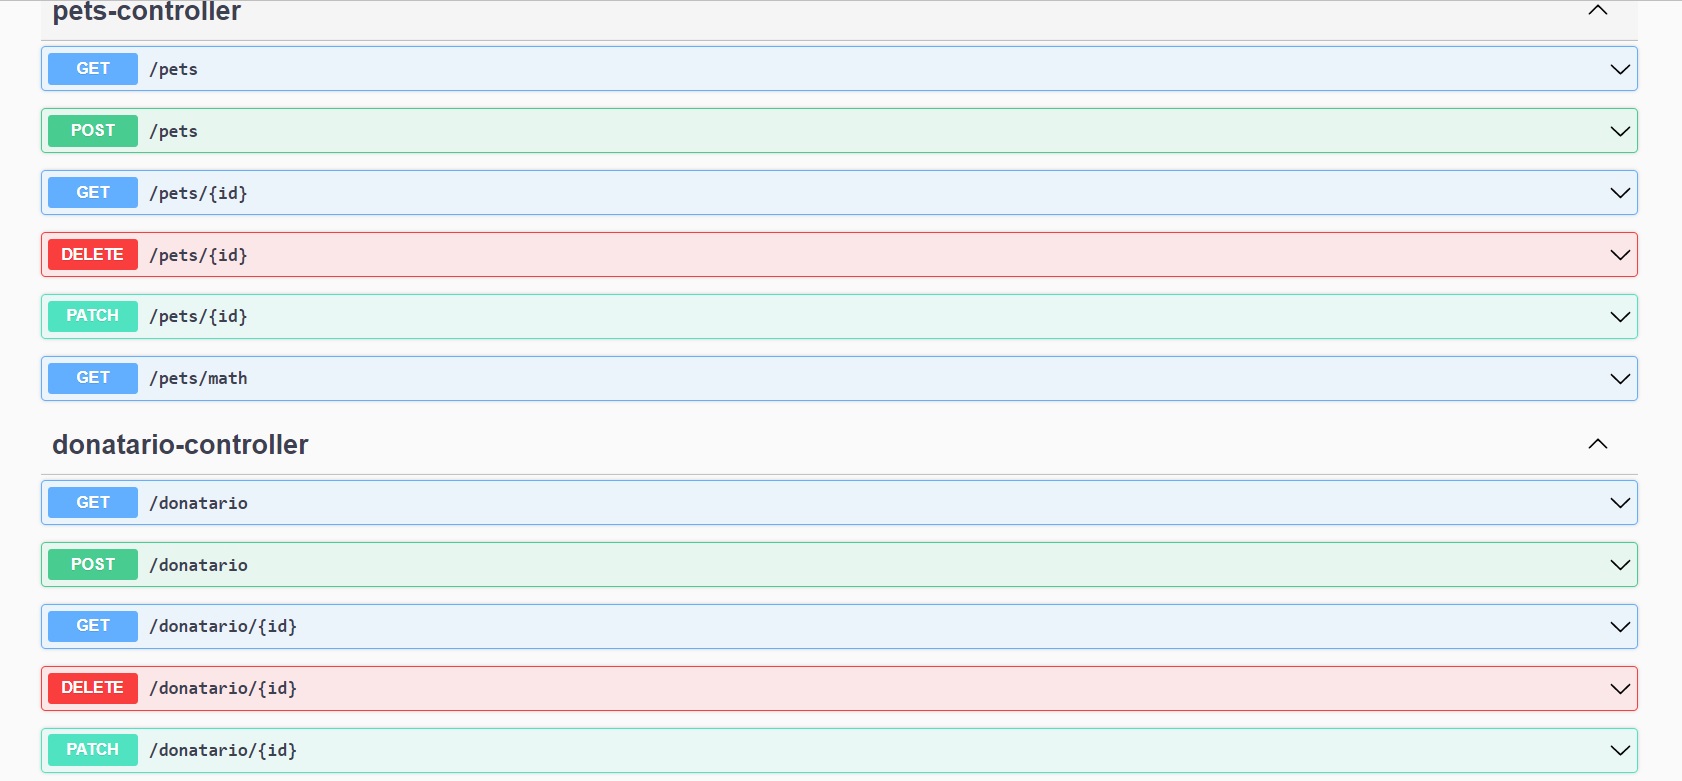 pets-controller
GET /pets
POST /pets
GET /pets/{id}
DELETE /pets/{id}
PATCH /pets/{id}
GET /pets/math
donatario-controller
GET /donatario
POST /donatario
GET /donatario/{id}
DELETE /donatario/{id}
PATCH /donatario/{id}